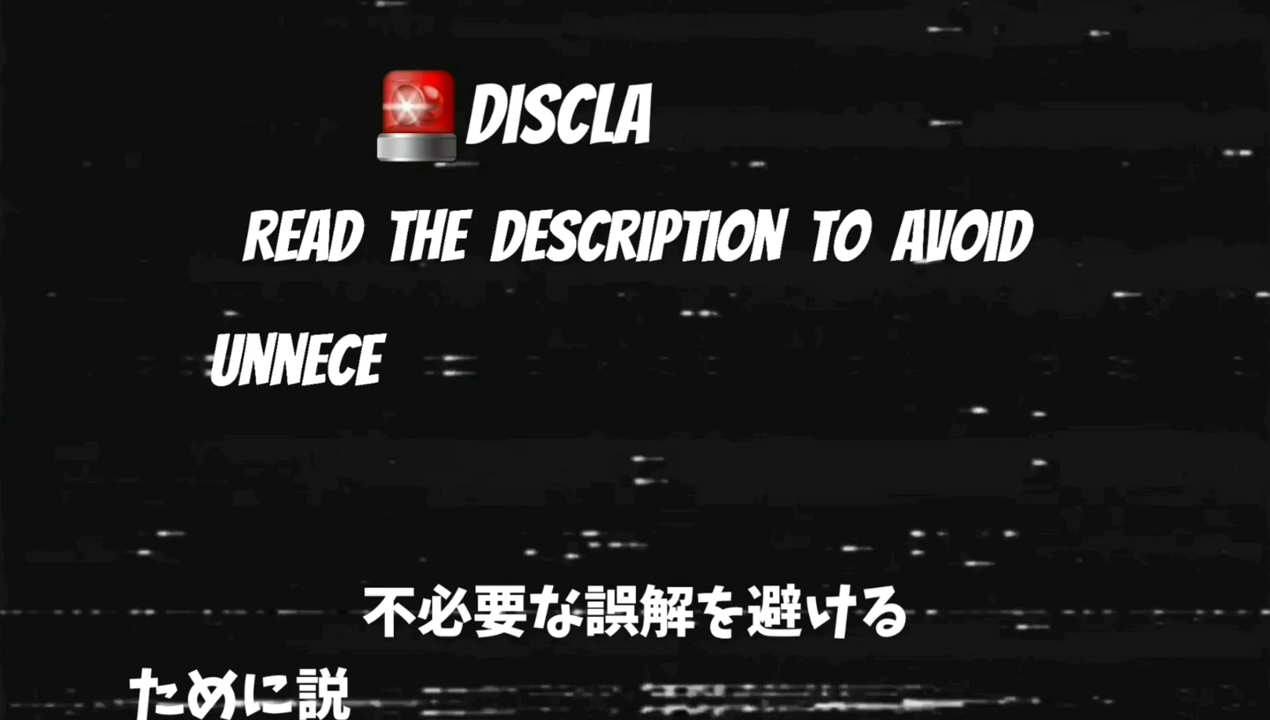 🚨DISCLA
READ THE DESCRIPTION TO AVOID
UNNECE
不必要な誤解を避ける
ために説